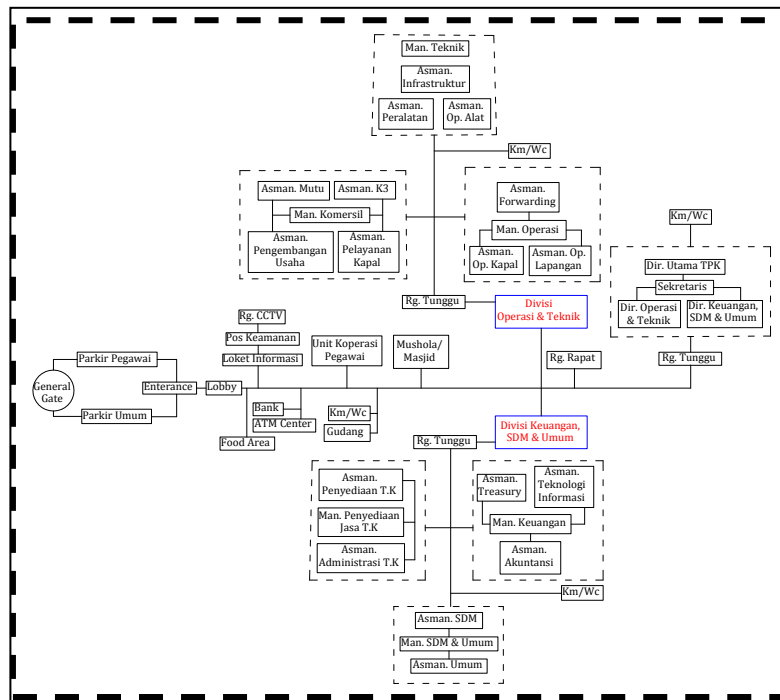 Man. Teknik
Asman.
Infrastruktur
Asman.
Peralatan
Asman.
Op. Alat
Km/Wc
Asman. Mutu
Asman. K3
Man. Komersil
Asman.
Pengembangan
Usaha
Asman.
Pelayanan
Kapal
Asman.
Forwarding
Man. Operasi
Asman.
Op. Kapal
Asman. Op.
Lapangan
Km/Wc
Dir. Utama TPK
Sekretaris
Dir. Operasi
& Teknik
Dir. Keuangan,
SDM & Umum
Rg. Tunggu
Divisi
Operasi & Teknik
Rg. CCTV
Pos Keamanan
Loket Informasi
Unit Koperasi
Pegawai
Mushola/
Masjid
Rg. Rapat
Rg. Tunggu
Parkir Pegawai
General
Gate
Enterance
Lobby
Parkir Umum
Bank
ATM Center
Food Area
Km/Wc
Gudang
Rg. Tunggu
Divisi Keuangan,
SDM & Umum
Asman.
Penyediaan T.K
Man. Penyediaan
Jasa T.K
Asman.
Administrasi T.K
Asman.
Treasury
Asman.
Teknologi
Informasi
Man. Keuangan
Asman.
Akuntansi
Km/Wc
Asman. SDM
Man. SDM & Umum
Asman. Umum